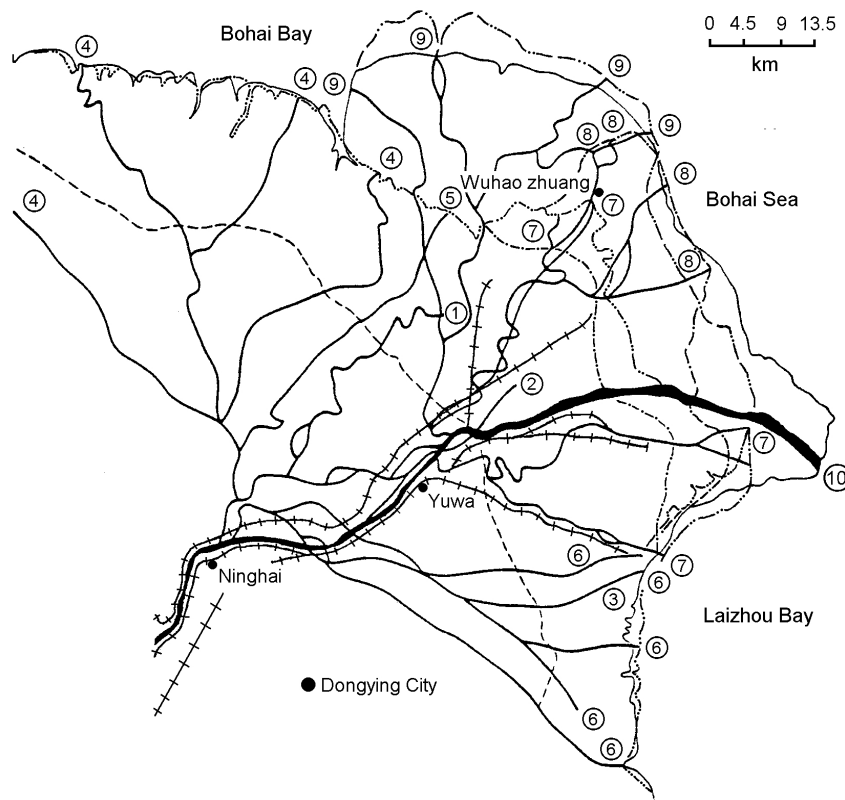 Bohai Bay
0 4.5 9 13.5
km
④
④
⑨
⑨
⑨
⑨
④
⑧ ⑧
④
Wuhao zhuang
⑧
Bohai Sea
⑤
⑦
⑦
⑧
①
②
⑦
⑩
Yuwa
⑥
⑦
Ninghai
③
⑥
Laizhou Bay
⑥
Dongying City
⑥
⑥